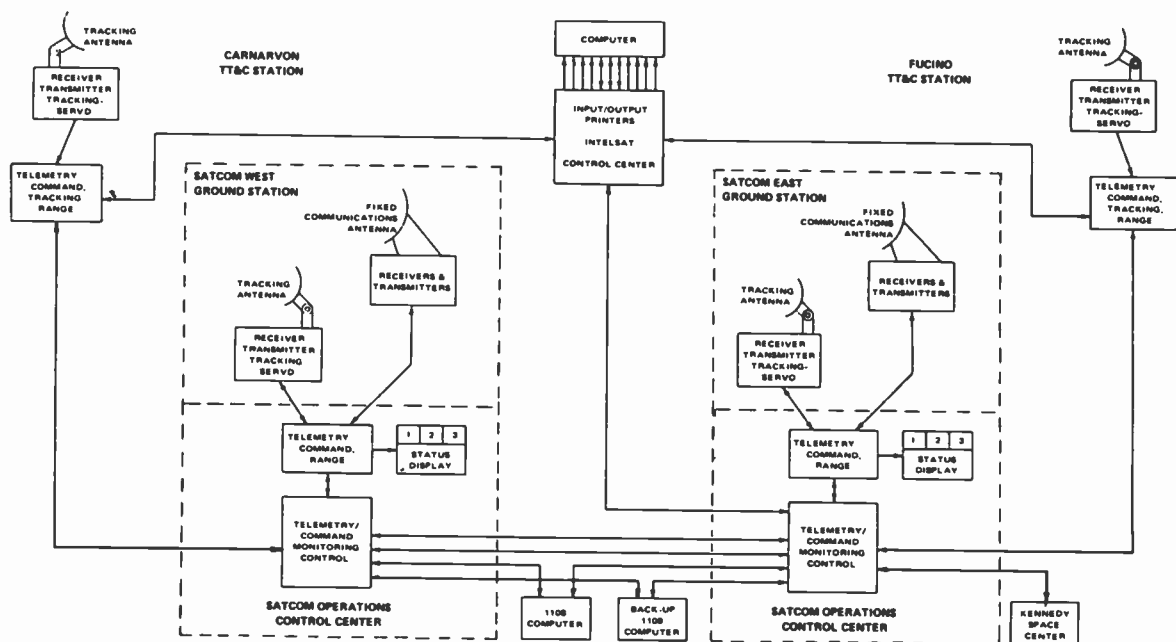 TRACKING
ANTENNA
RECEIVER
TRANSMITTER
TRACKING-
SERVO
TELEMETRY
COMMAND,
TRACKING
RANGE
CARNARVON
TT&C STATION
COMPUTER
INPUT/OUTPUT
PRINTERS
INTELSAT
CONTROL CENTER
FUCINO
TT&C STATION
TRACKING
ANTENNA
RECEIVER
TRANSMITTER
TRACKING-
SERVO
TELEMETRY
COMMAND,
TRACKING,
RANGE
SATCOM WEST
GROUND STATION
FIXED
COMMUNICATIONS
ANTENNA
RECEIVERS &
TRANSMITTERS
TRACKING
ANTENNA
RECEIVER
TRANSMITTER
TRACKING
SERVO
TELEMETRY
COMMAND,
RANGE
1 2 3
STATUS
DISPLAY
TELEMETRY/
COMMAND
MONITORING
CONTROL
SATCOM OPERATIONS
CONTROL CENTER
SATCOM EAST
GROUND STATION
FIXED
COMMUNICATIONS
ANTENNA
RECEIVERS &
TRANSMITTERS
TRACKING
ANTENNA
RECEIVER
TRANSMITTER
TRACKING-
SERVO
TELEMETRY
COMMAND,
RANGE
1 2 3
STATUS
DISPLAY
TELEMETRY/
COMMAND
MONITORING
CONTROL
SATCOM OPERATIONS
CONTROL CENTER
1108
COMPUTER
BACK-UP
1108
COMPUTER
KENNEDY
SPACE
CENTER